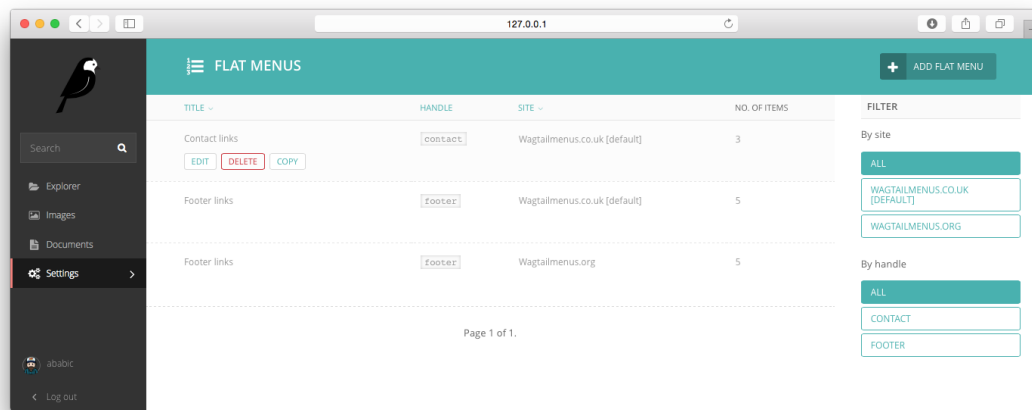 127.0.0.1
FLAT MENUS
ADD FLAT MENU
Search
Explorer
Images
Documents
Settings
ababic
Log out
TITLE HANDLE SITE NO. OF ITEMS
Contact links contact Wagtailmenus.co.uk [default] 3
EDIT DELETE COPY
Footer links footer Wagtailmenus.co.uk [default] 5
Footer links footer Wagtailmenus.org 5
Page 1 of 1.
FILTER
By site
ALL
WAGTAILMENUS.CO.UK
[DEFAULT]
WAGTAILMENUS.ORG
By handle
ALL
CONTACT
FOOTER